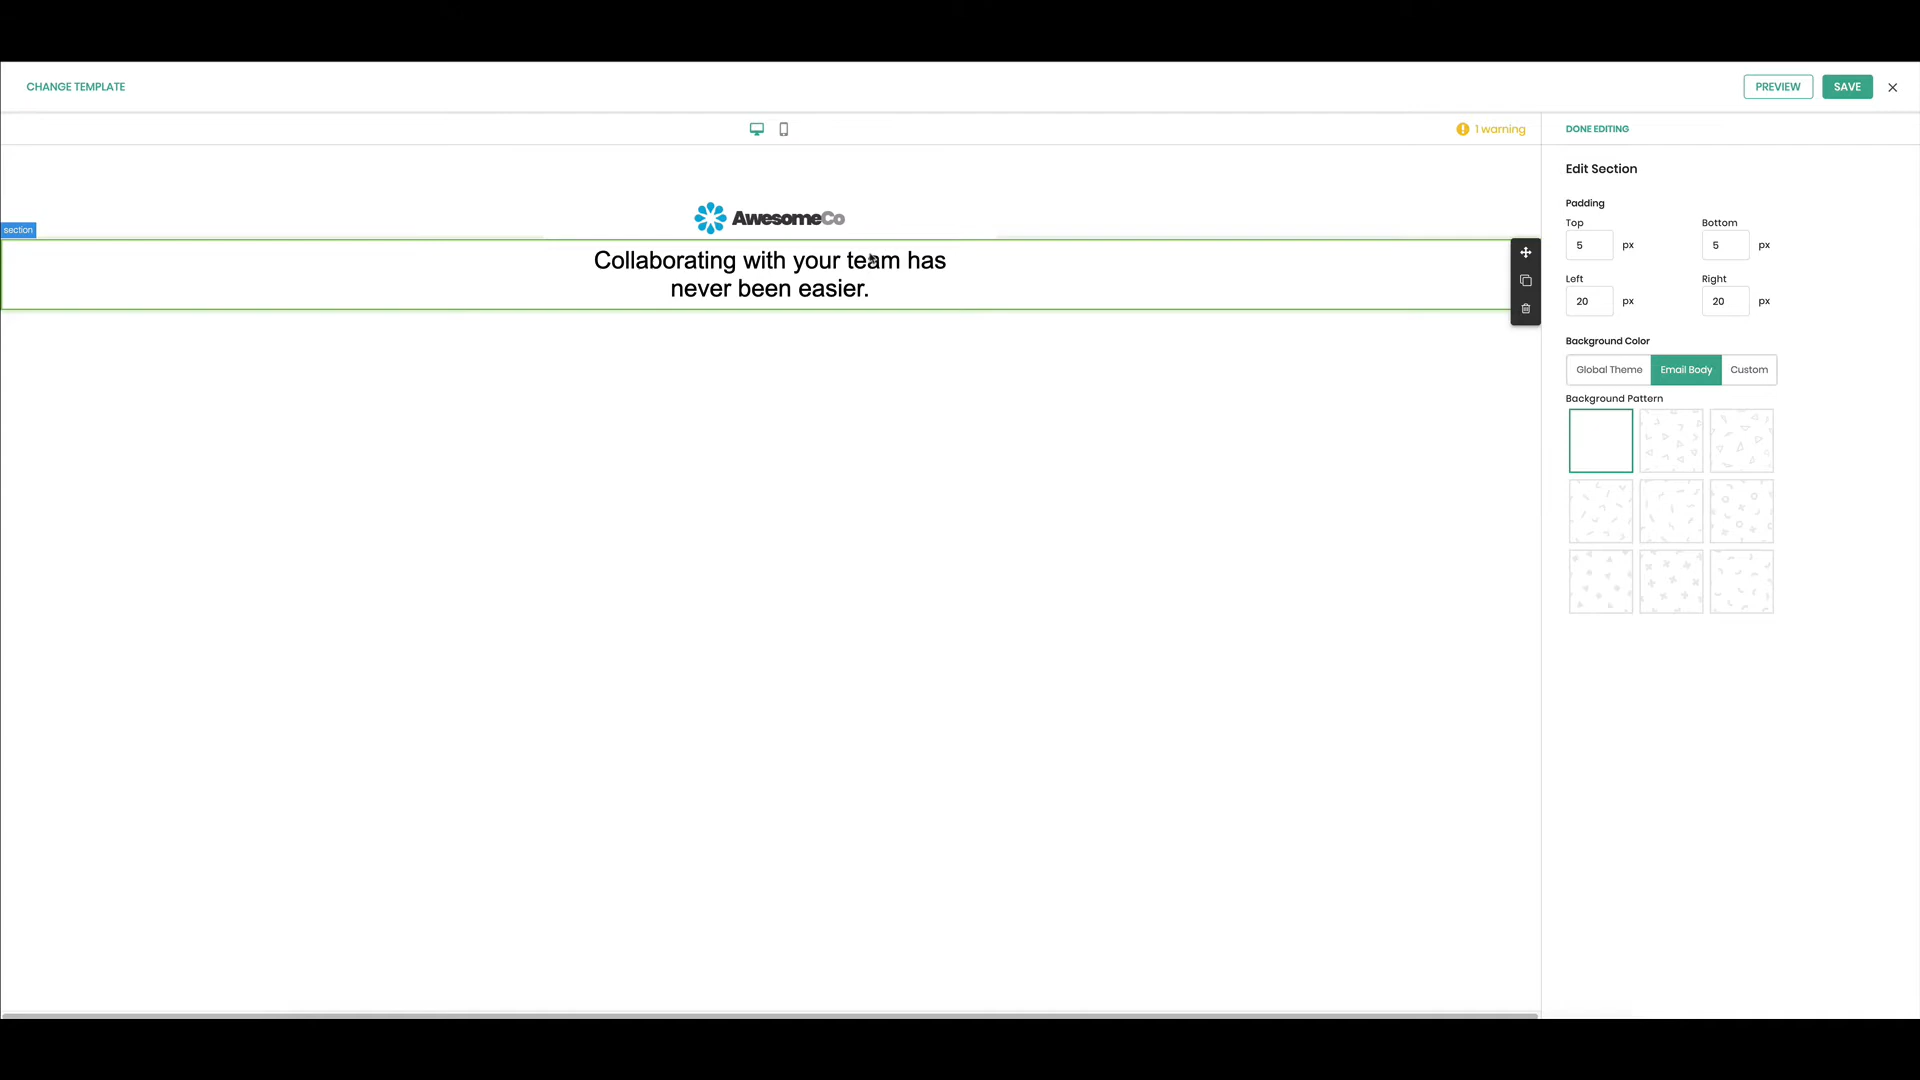 CHANGE TEMPLATE
PREVIEW
SAVE
1 warning
DONE EDITING
Edit Section
AwesomeCo
section
Collaborating with your team has
never been easier.
Padding
Top
Bottom
5 px
5 px
Left
Right
20 px
20 px
Background Color
Global Theme
Email Body
Custom
Background Pattern